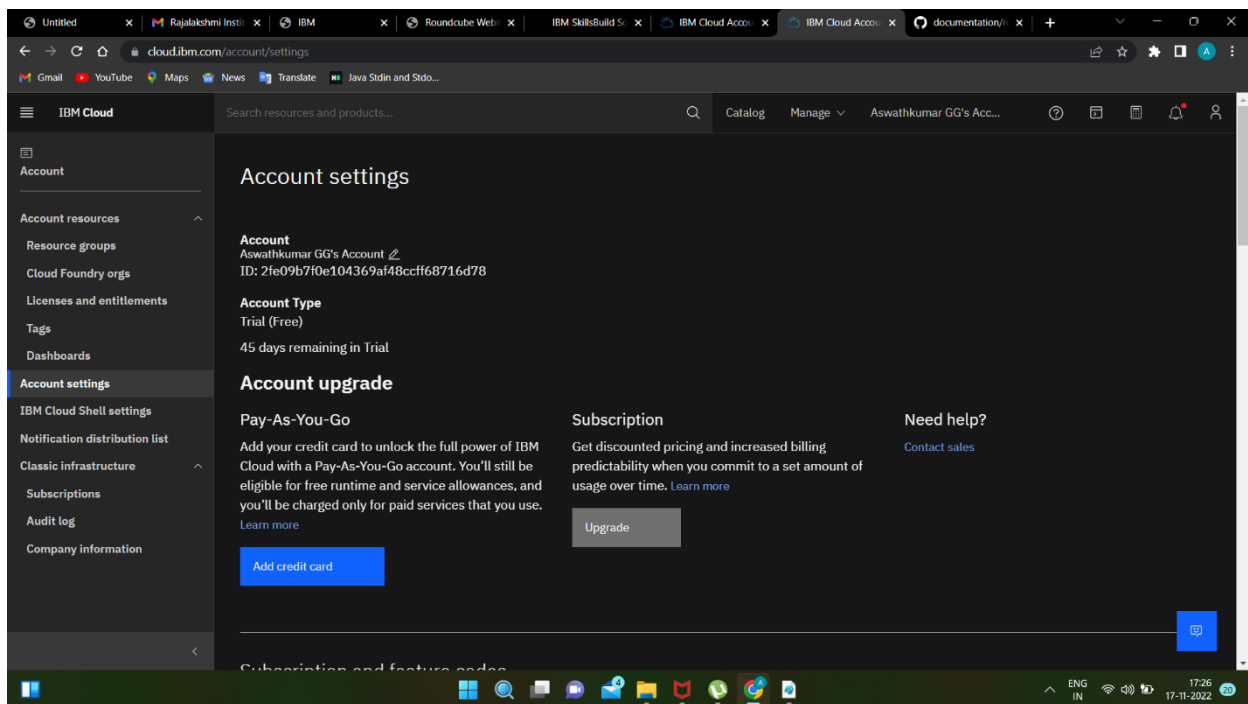 Untitled
Rajalakshmi Instit
IBM
Roundcube Web
IBM SkillsBuild Sc
IBM Cloud Accou
IBM Cloud Accou
documentation/r
cloud.ibm.com/account/settings
Gmail
YouTube
Maps
News
Translate
Java Stdin and Stdo...
IBM Cloud
Search resources and products...
Catalog
Manage
Aswathkumar GG's Acc...
Account
Account resources
Resource groups
Cloud Foundry orgs
Licenses and entitlements
Tags
Dashboards
Account settings
IBM Cloud Shell settings
Notification distribution list
Classic infrastructure
Subscriptions
Audit log
Company information
Account settings
Account
Aswathkumar GG's Account
ID: 2fe09b7f0e104369af48ccff68716d78
Account Type
Trial (Free)
45 days remaining in Trial
Account upgrade
Pay-As-You-Go
Add your credit card to unlock the full power of IBM
Cloud with a Pay-As-You-Go account. You'll still be
eligible for free runtime and service allowances, and
you'll be charged only for paid services that you use.
Learn more
Add credit card
Subscription
Get discounted pricing and increased billing
predictability when you commit to a set amount of
usage over time. Learn more
Upgrade
Need help?
Contact sales
Subscription and feature codes
ENG
IN
17:26
17-11-2022
20